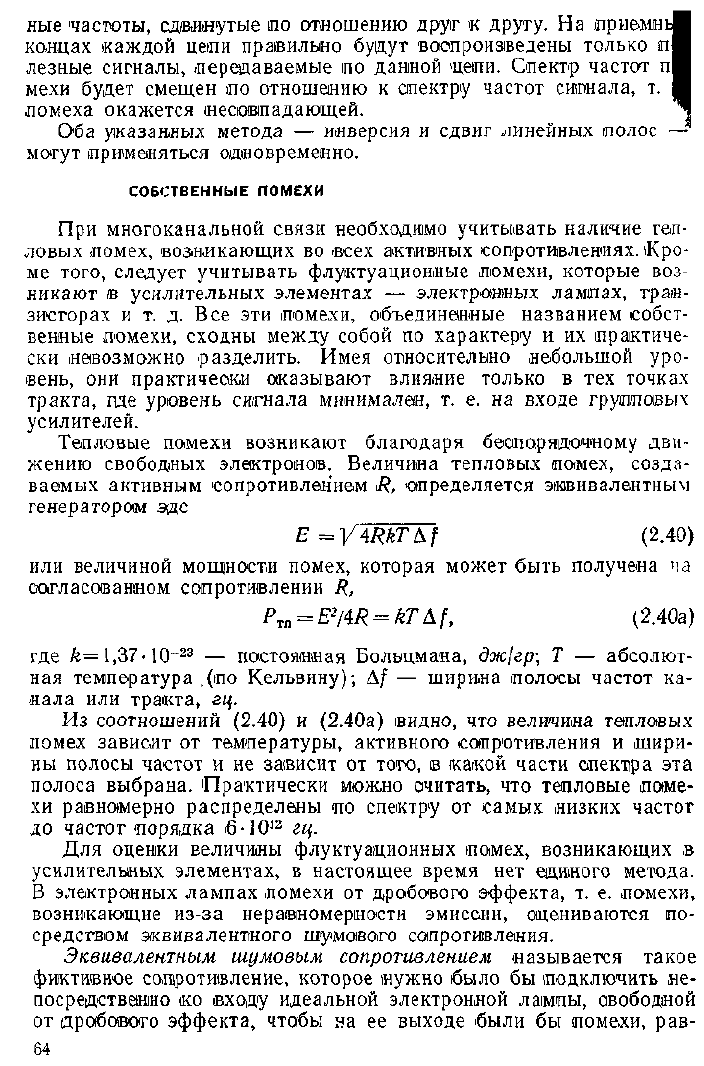 ные частоты, сдвинутые по отношению друг к другу. На
концах каждой цепи правильно будут воспроизведены только
лезные сигналы, передаваемые по данной цепи. Спектр частот
мехи будет смещен по отношению к спектру частот сигнала, т.
помеха окажется несовпадающей.
Оба указанных метода — инверсия и сдвиг линейных полос —
могут применяться одновременно.
СОБСТВЕННЫЕ ПОМЕХИ
При многоканальной связи необходимо учитывать наличие теп-
ловых помех, возникающих во всех активных сопротивлениях. Кро-
ме того, следует учитывать флуктуационные помехи, которые воз-
никают в усилительных элементах — электронных лампах, тран-
зисторах и т. д. Все эти помехи, объединенные названием собст-
венные помехи, сходны между собой по характеру и их практиче-
ски невозможно разделить. Имея относительно небольшой уро-
вень, они практически оказывают влияние только в тех точках
тракта, где уровень сигнала минимален, т. е. на входе групповых
усилителей.
Тепловые помехи возникают благодаря беспорядочному дви-
жению свободных электронов. Величина тепловых помех, созда-
ваемых активным сопротивлением R, определяется эквивалентным
генератором эдс
E = √4RkTΔf (2.40)
или величиной мощности помех, которая может быть получена на
согласованном сопротивлении R,
Pтп = E²/4R = kTΔf, (2.40а)
где k = 1,37·10⁻²³ — постоянная Больцмана, дж/гр; T — абсолют-
ная температура (по Кельвину); Δf — ширина полосы частот ка-
нала или тракта, гц.
Из соотношений (2.40) и (2.40а) видно, что величина тепловых
помех зависит от температуры, активного сопротивления и шири-
ны полосы частот и не зависит от того, в какой части спектра эта
полоса выбрана. Практически можно считать, что тепловые поме-
хи равномерно распределены по спектру от самых низких частот
до частот порядка 6·10¹² гц.
Для оценки величины флуктуационных помех, возникающих в
усилительных элементах, в настоящее время нет единого метода.
В электронных лампах помехи от дробового эффекта, т. е. помехи,
возникающие из-за неравномерности эмиссии, оцениваются по-
средством эквивалентного шумового сопротивления.
Эквивалентным шумовым сопротивлением называется такое
фиктивное сопротивление, которое нужно было бы подключить не-
посредственно ко входу идеальной электронной лампы, свободной
от дробового эффекта, чтобы на ее выходе были бы помехи, рав-
64